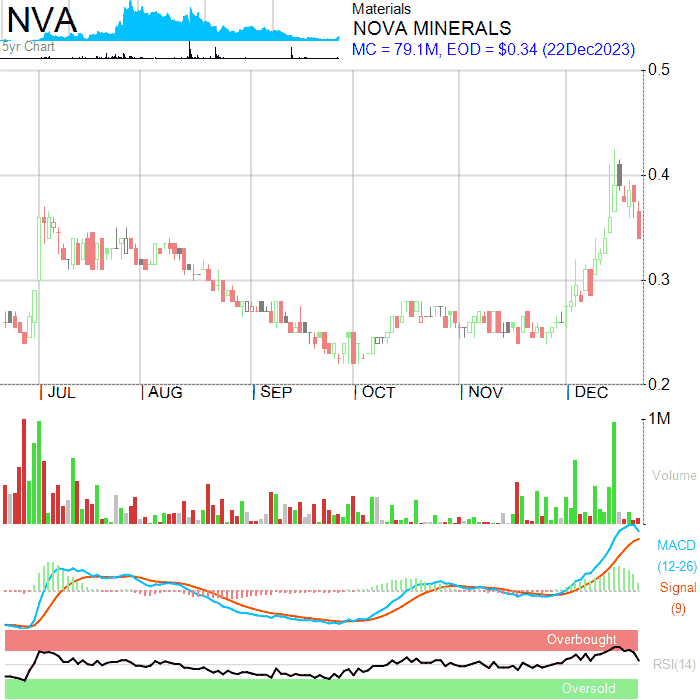 NVA
5yr Chart
Materials
NOVA MINERALS
MC = 79.1M, EOD = $0.34 (22Dec2023)
0.5
0.4
0.3
0.2
JUL AUG SEP OCT NOV DEC
1M
Volume
MACD
(12-26)
Signal
(9)
Overbought
RSI(14)
Oversold